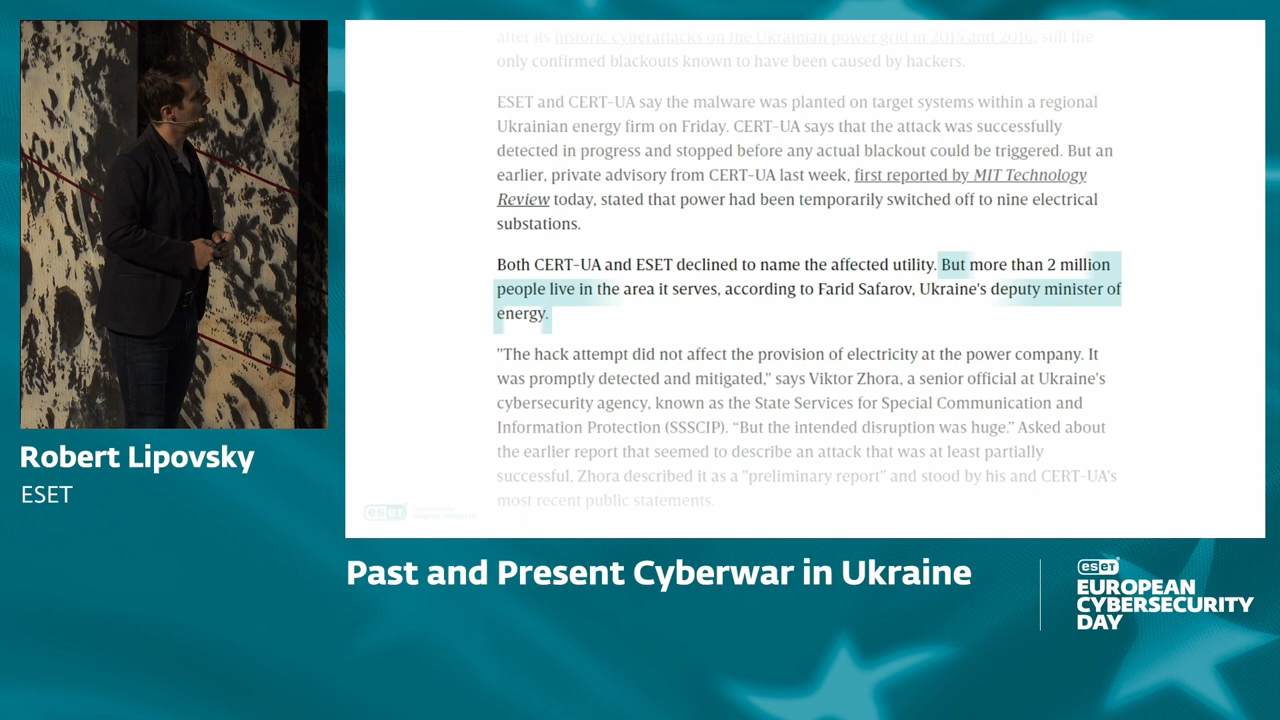 after its historic cyberattacks on the Ukrainian power grid in 2015 and 2016, still the
only confirmed blackouts known to have been caused by hackers.
ESET and CERT-UA say the malware was planted on target systems within a regional
Ukrainian energy firm on Friday. CERT-UA says that the attack was successfully
detected in progress and stopped before any actual blackout could be triggered. But an
earlier, private advisory from CERT-UA last week, first reported by MIT Technology
Review today, stated that power had been temporarily switched off to nine electrical
substations.
Both CERT-UA and ESET declined to name the affected utility. But more than 2 million
people live in the area it serves, according to Farid Safarov, Ukraine's deputy minister of
energy.
"The hack attempt did not affect the provision of electricity at the power company. It
was promptly detected and mitigated," says Viktor Zhora, a senior official at Ukraine's
cybersecurity agency, known as the State Services for Special Communication and
Information Protection (SSSCIP). “But the intended disruption was huge.” Asked about
the earlier report that seemed to describe an attack that was at least partially
successful, Zhora described it as a "preliminary report" and stood by his and CERT-UA's
most recent public statements.
eset
Robert Lipovsky
ESET
Past and Present Cyberwar in Ukraine
eset
EUROPEAN
CYBERSECURITY
DAY